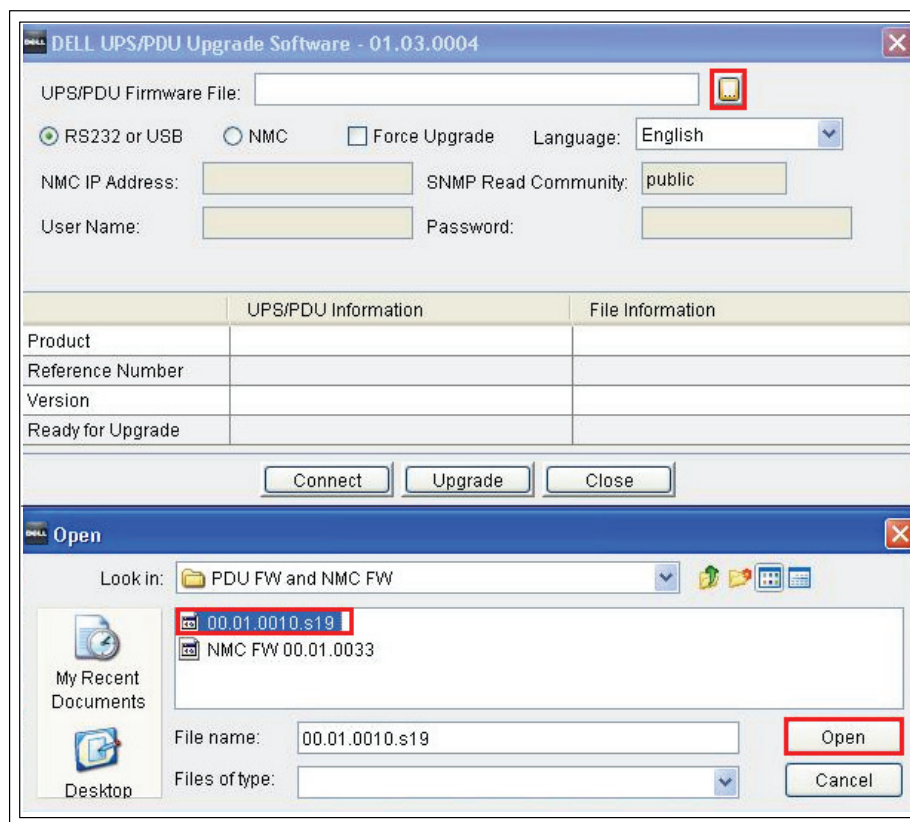 DELL DELL UPS/PDU Upgrade Software - 01.03.0004
UPS/PDU Firmware File: ...
RS232 or USB NMC Force Upgrade Language: English
NMC IP Address: SNMP Read Community: public
User Name: Password:
UPS/PDU Information File Information
Product
Reference Number
Version
Ready for Upgrade
Connect Upgrade Close
DELL Open
Look in: PDU FW and NMC FW
00.01.0010.s19
NMC FW 00.01.0033
My Recent
Documents
File name: 00.01.0010.s19 Open
Files of type: Cancel
Desktop